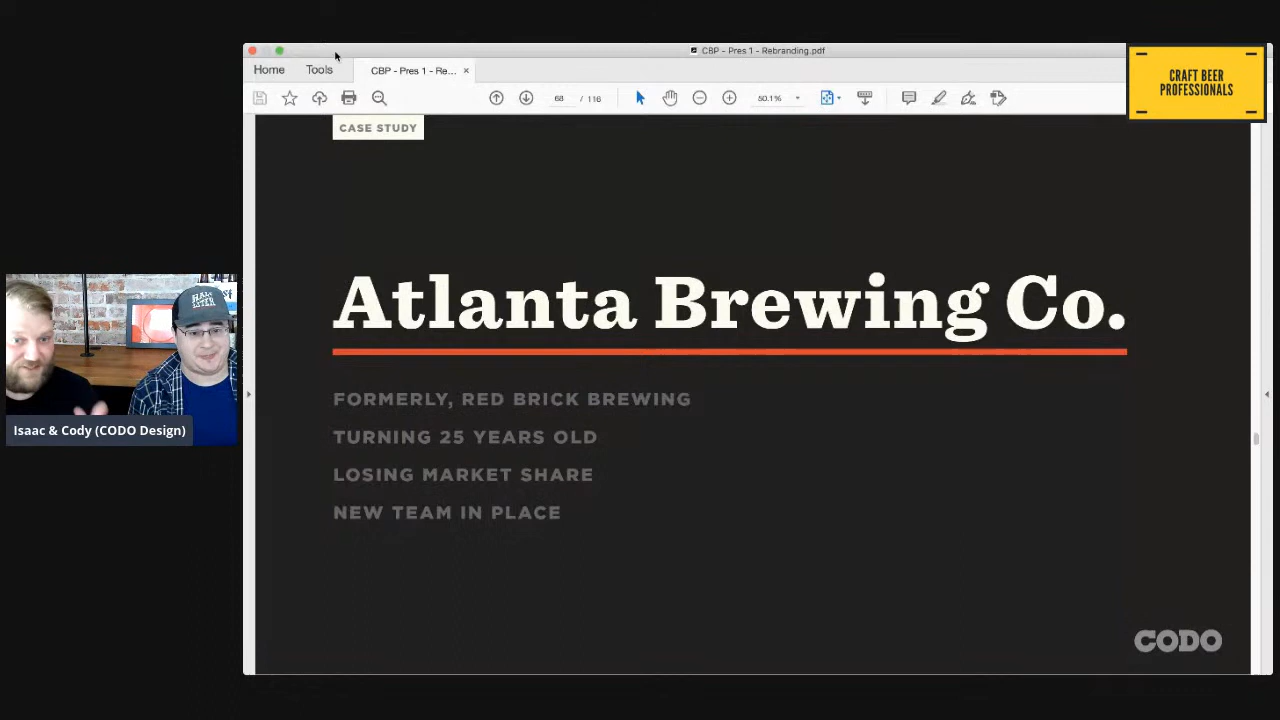 CBP - Pres 1 - Rebranding.pdf
Home
Tools
CBP - Pres 1 - Re...
68 / 116
50.1%
CRAFT BEER
PROFESSIONALS
CASE STUDY
Atlanta Brewing Co.
FORMERLY, RED BRICK BREWING
TURNING 25 YEARS OLD
LOSING MARKET SHARE
NEW TEAM IN PLACE
CODO
Isaac & Cody (CODO Design)